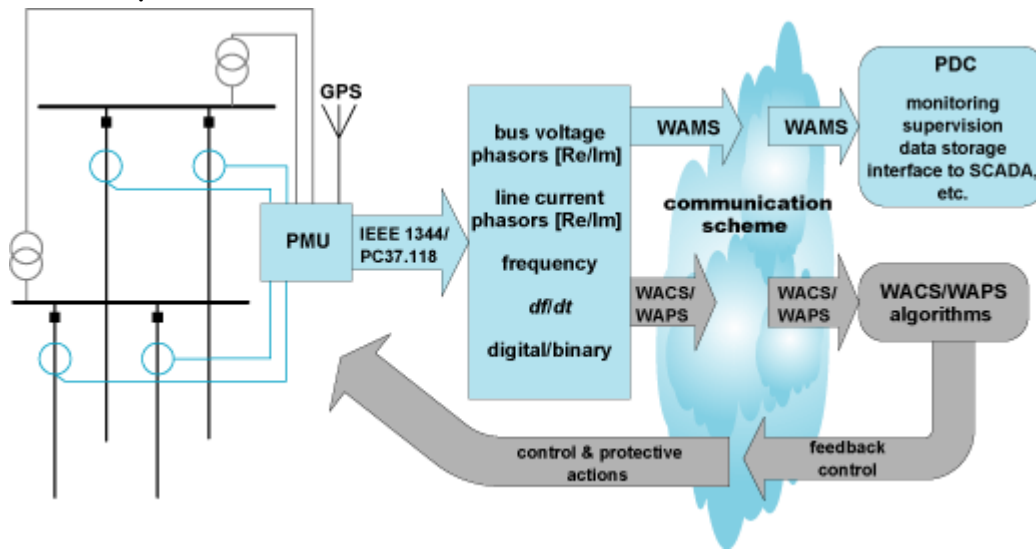 GPS
PMU
IEEE 1344/
PC37.118
bus voltage
phasors [Re/Im]
line current
phasors [Re/Im]
frequency
df/dt
digital/binary
WAMS
WAMS
communication
scheme
WACS/
WAPS
WACS/
WAPS
PDC
monitoring
supervision
data storage
interface to SCADA,
etc.
WACS/WAPS
algorithms
feedback
control
control & protective
actions